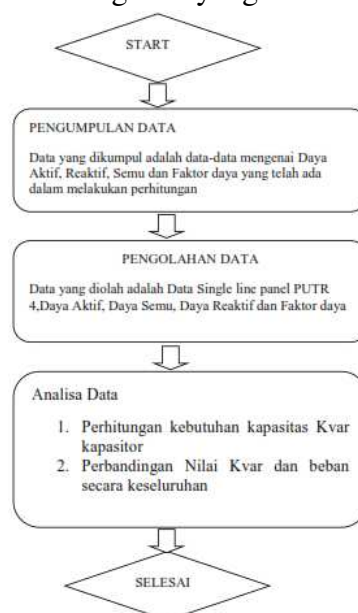 START
PENGUMPULAN DATA
Data yang dikumpul adalah data-data mengenai Daya
Aktif, Reaktif, Semu dan Faktor daya yang telah ada
dalam melakukan perhitungan
PENGOLAHAN DATA
Data yang diolah adalah Data Single line panel PUTR
4,Daya Aktif, Daya Semu, Daya Reaktif dan Faktor daya
Analisa Data
1. Perhitungan kebutuhan kapasitas Kvar
kapasitor
2. Perbandingan Nilai Kvar dan beban
secara keseluruhan
SELESAI